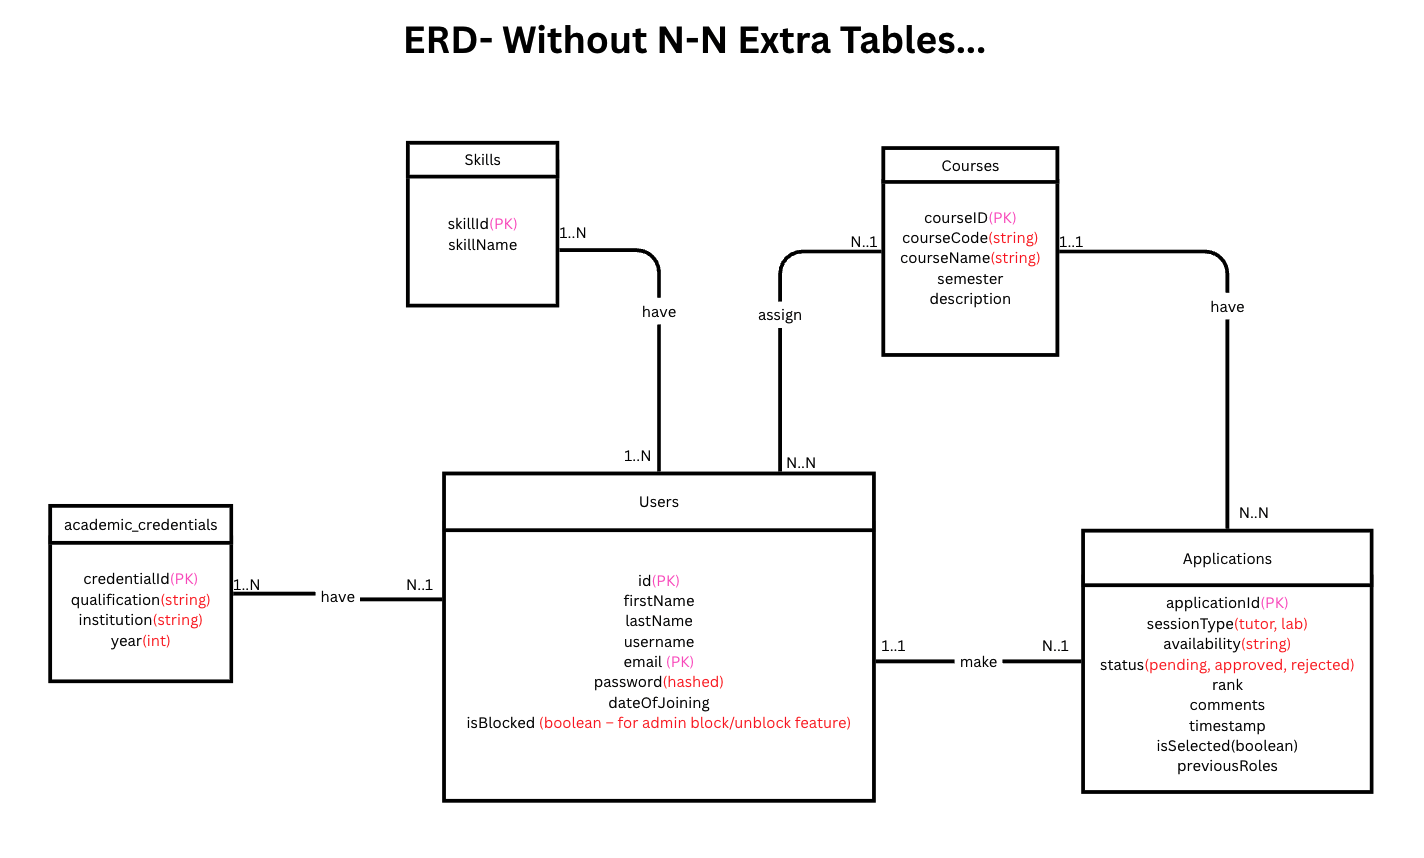 ERD- Without N-N Extra Tables...
Skills
skillId(PK)
skillName
1..N
have
1..N
Courses
courseID(PK)
courseCode(string)
courseName(string)
semester
description
N..1
assign
N..N
1..1
have
N..N
academic_credentials
credentialId(PK)
qualification(string)
institution(string)
year(int)
1..N
have
N..1
Users
id(PK)
firstName
lastName
username
email (PK)
password(hashed)
dateOfJoining
isBlocked (boolean – for admin block/unblock feature)
1..1
make
N..1
Applications
applicationId(PK)
sessionType(tutor, lab)
availability(string)
status(pending, approved, rejected)
rank
comments
timestamp
isSelected(boolean)
previousRoles